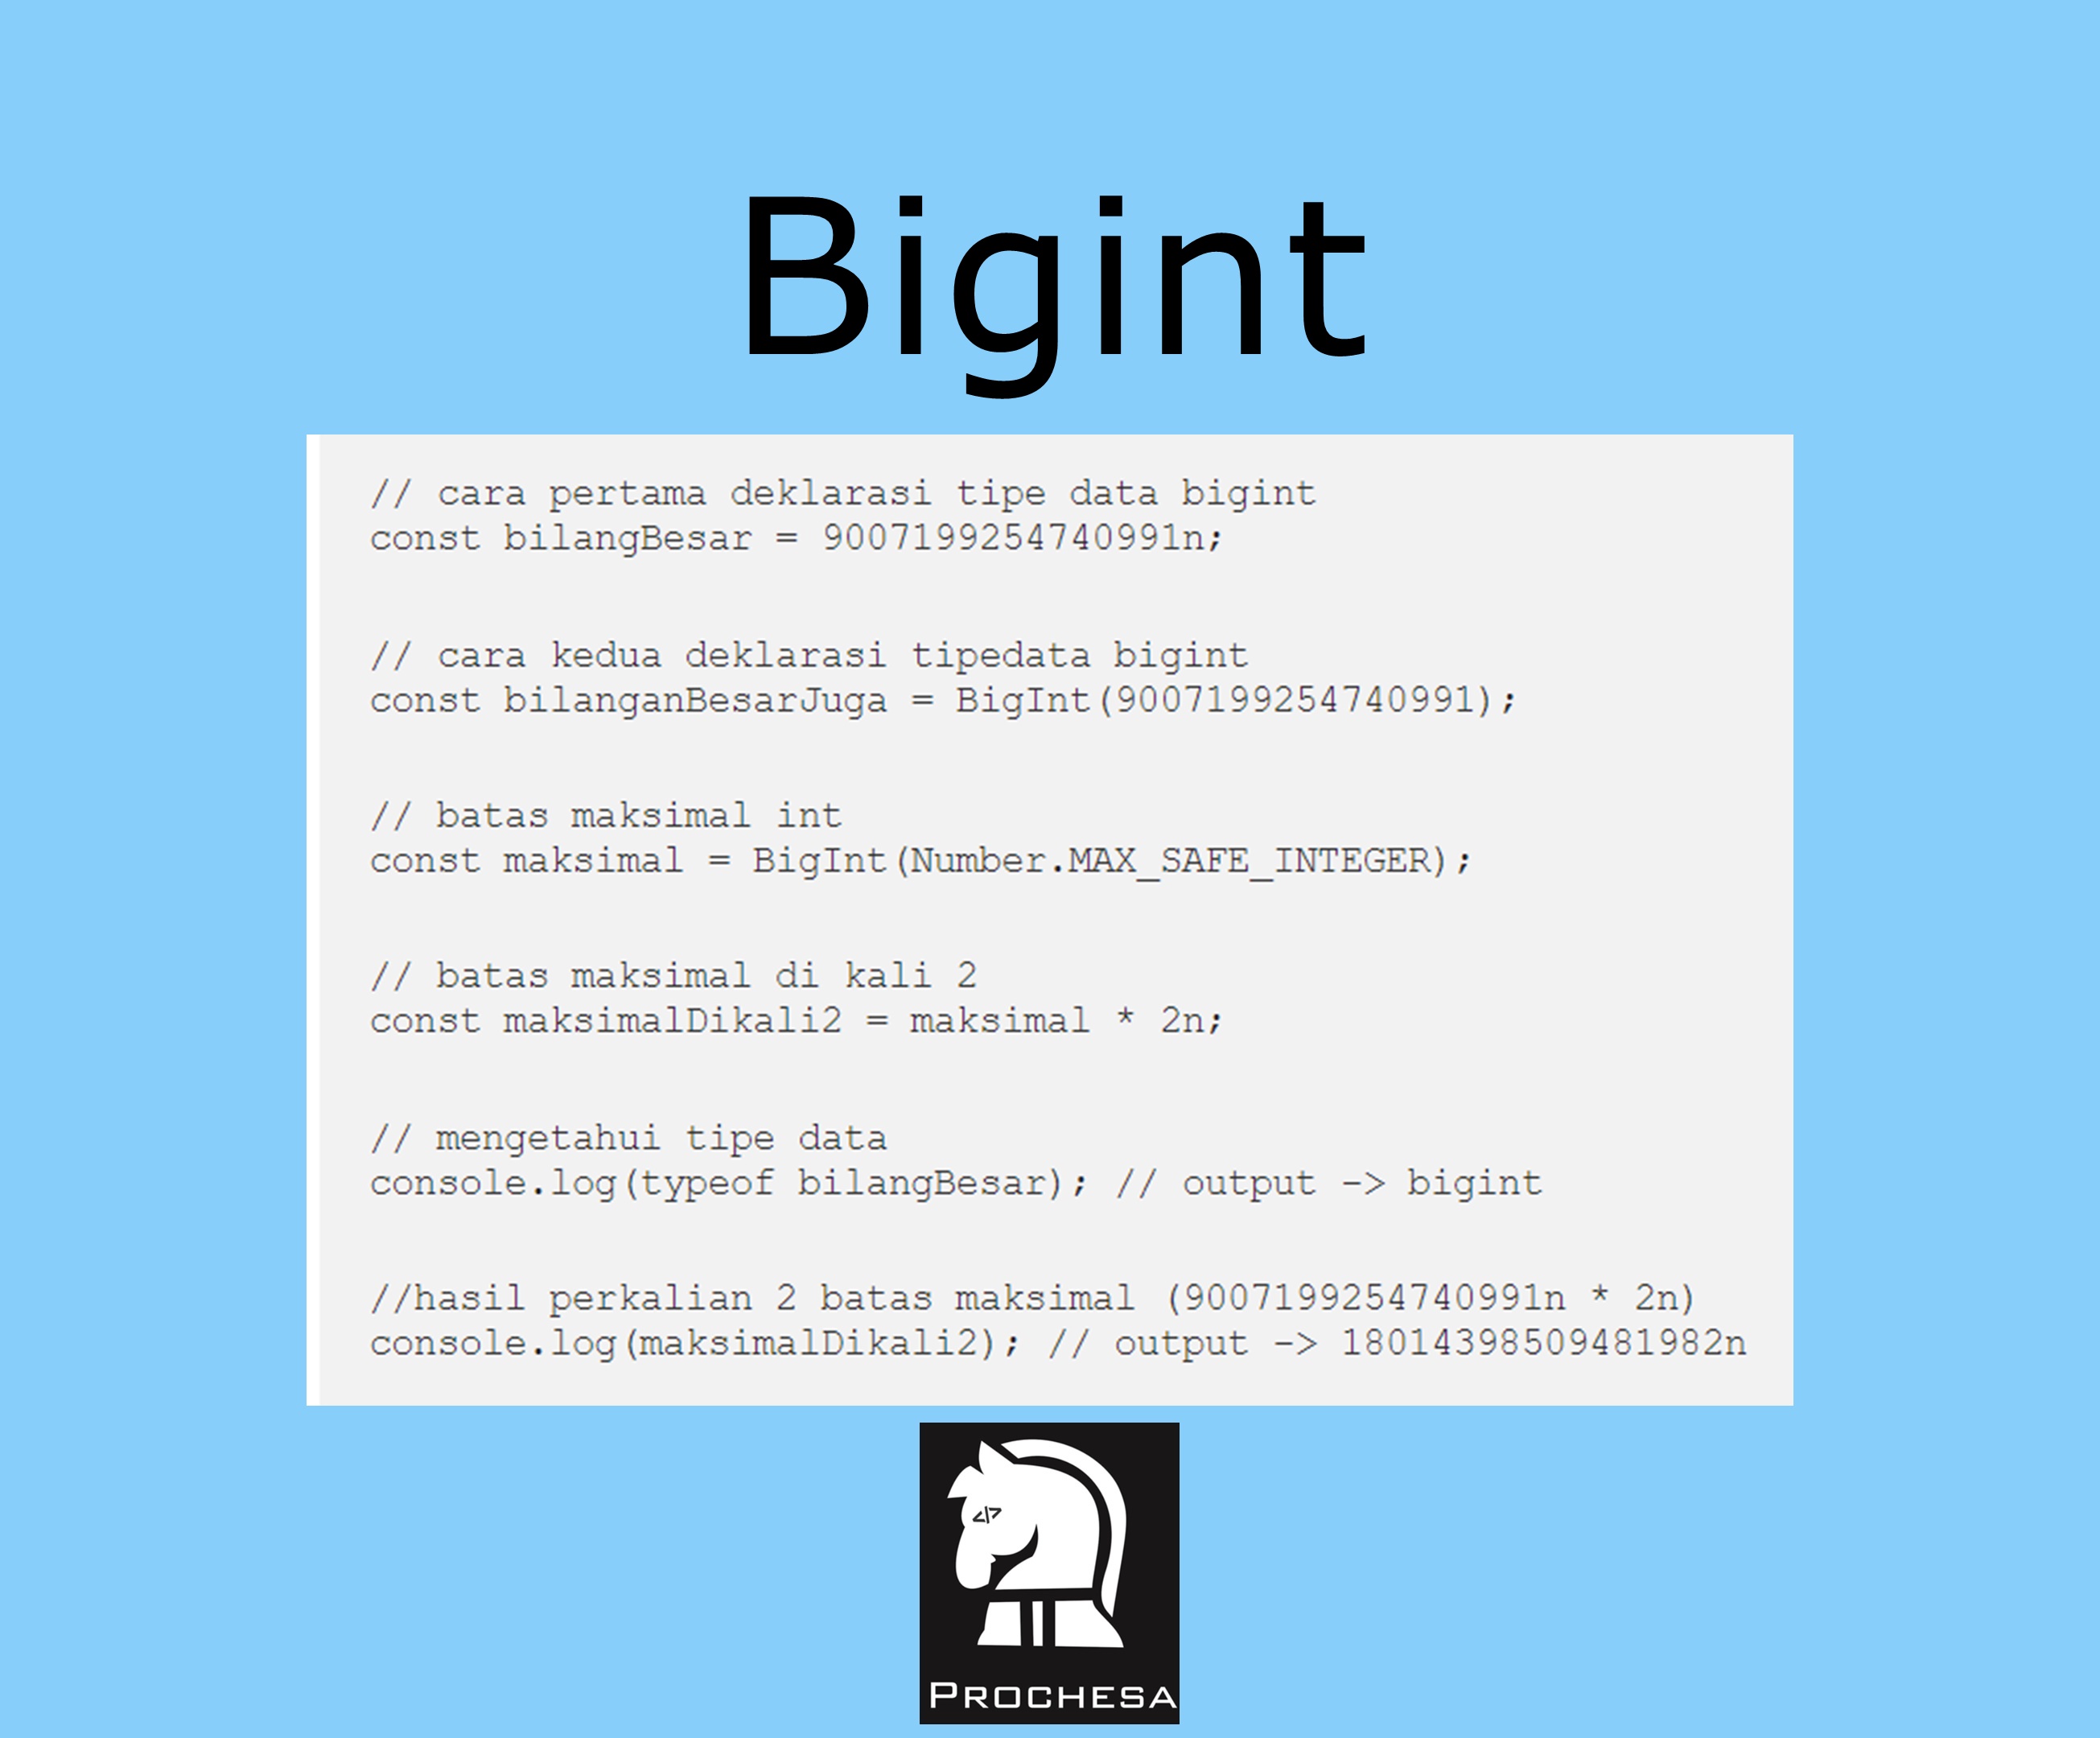 Bigint
// cara pertama deklarasi tipe data bigint
const bilangBesar = 9007199254740991n;
// cara kedua deklarasi tipedata bigint
const bilanganBesarJuga = BigInt(9007199254740991);
// batas maksimal int
const maksimal = BigInt(Number.MAX_SAFE_INTEGER);
// batas maksimal di kali 2
const maksimalDikali2 = maksimal * 2n;
// mengetahui tipe data
console.log(typeof bilangBesar); // output -> bigint
//hasil perkalian 2 batas maksimal (9007199254740991n * 2n)
console.log(maksimalDikali2); // output -> 18014398509481982n
</>
PROCHESA